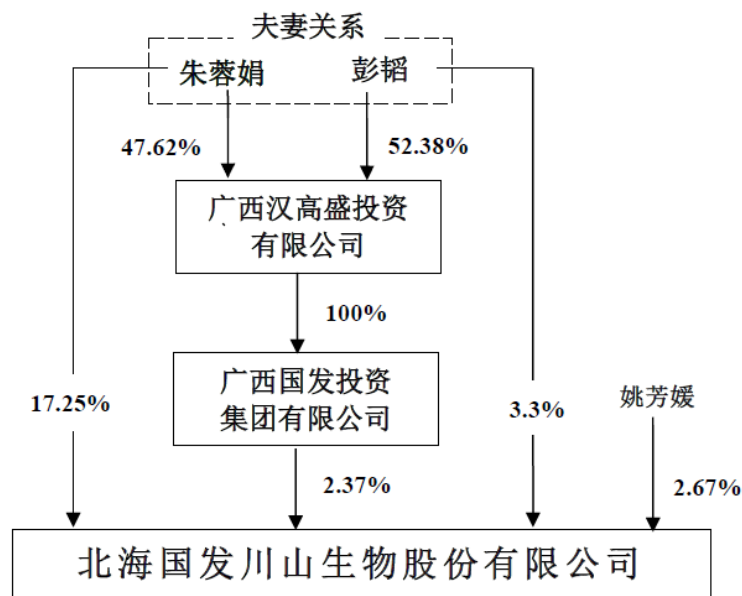 夫妻关系
朱蓉娟 彭韬
47.62% 52.38%
广西汉高盛投资
有限公司
100%
广西国发投资
集团有限公司
17.25% 3.3% 姚芳媛
2.37% 2.67%
北海国发川山生物股份有限公司